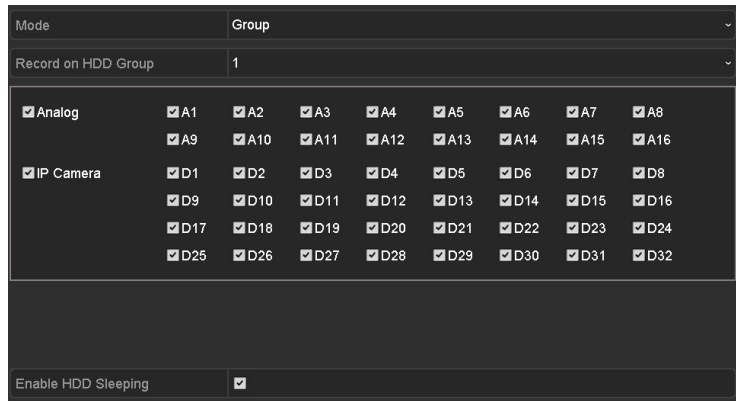 Mode Group
Record on HDD Group 1
Analog A1 A2 A3 A4 A5 A6 A7 A8
A9 A10 A11 A12 A13 A14 A15 A16
IP Camera D1 D2 D3 D4 D5 D6 D7 D8
D9 D10 D11 D12 D13 D14 D15 D16
D17 D18 D19 D20 D21 D22 D23 D24
D25 D26 D27 D28 D29 D30 D31 D32
Enable HDD Sleeping